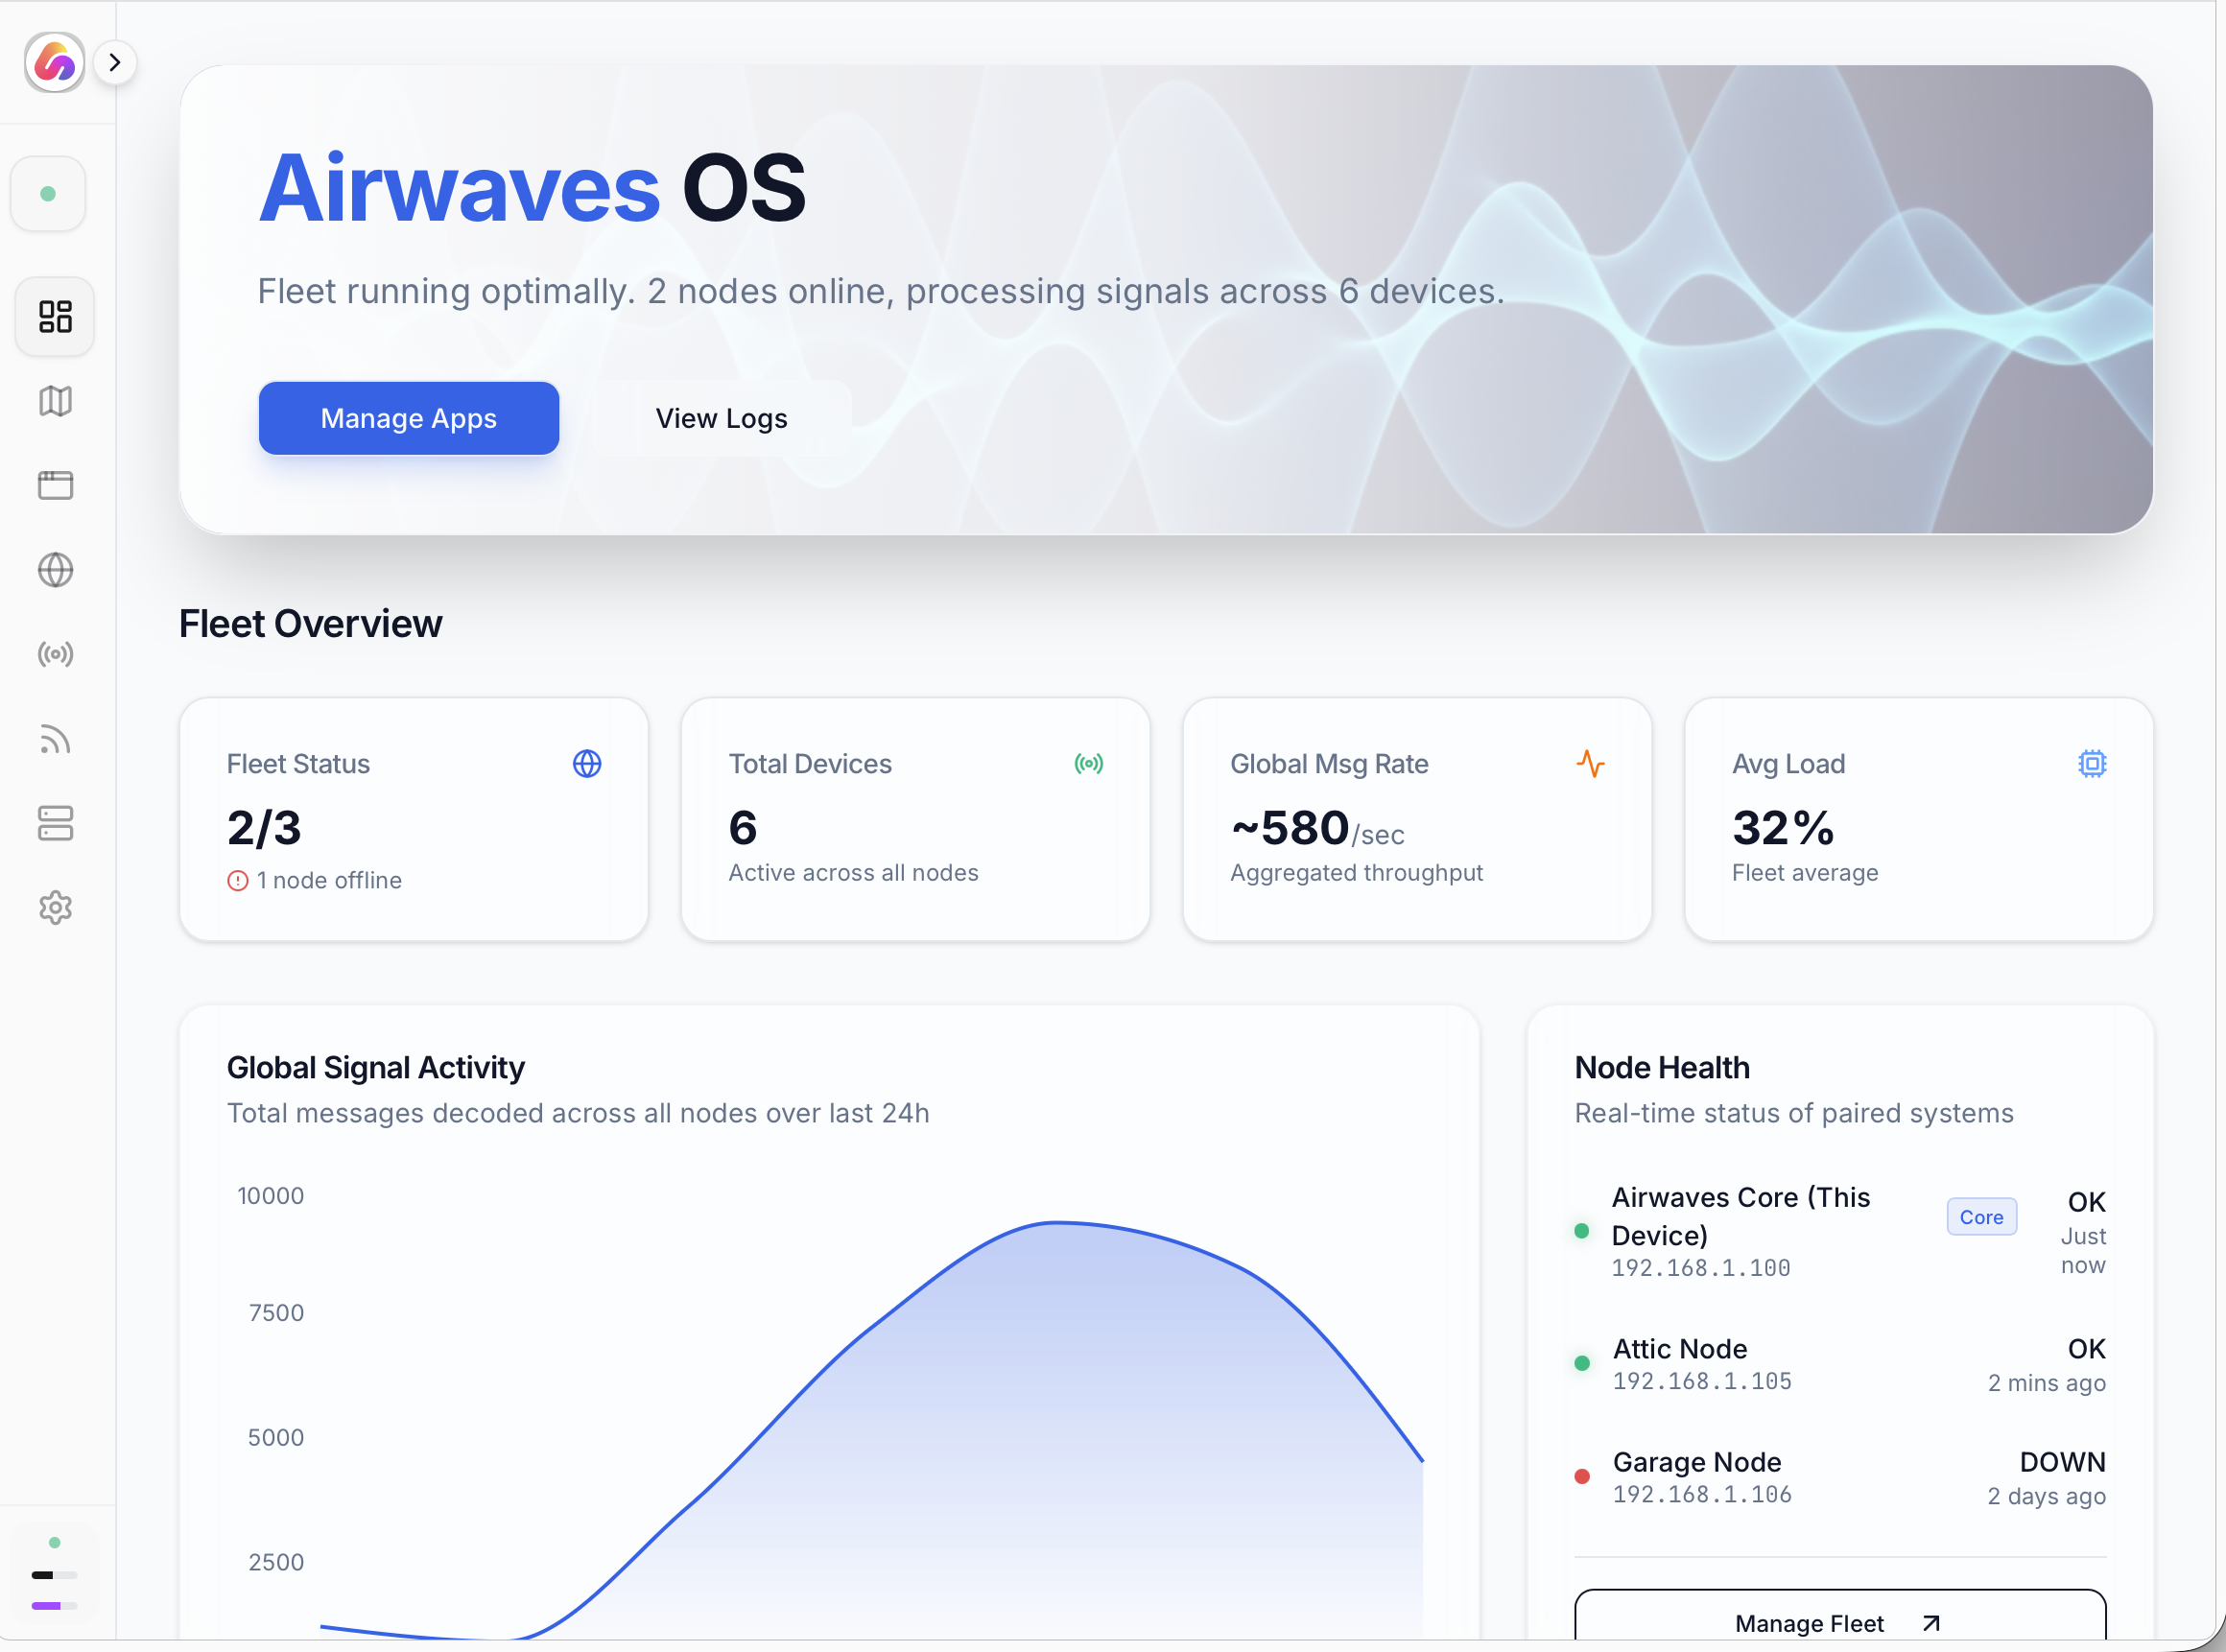 Airwaves OS
Fleet running optimally. 2 nodes online, processing signals across 6 devices.
Manage Apps
View Logs
Fleet Overview
Fleet Status
2/3
1 node offline
Total Devices
6
Active across all nodes
Global Msg Rate
~580/sec
Aggregated throughput
Avg Load
32%
Fleet average
Global Signal Activity
Total messages decoded across all nodes over last 24h
10000
7500
5000
2500
Node Health
Real-time status of paired systems
Airwaves Core (This
Device)
192.168.1.100
Core
OK
Just
now
Attic Node
192.168.1.105
OK
2 mins ago
Garage Node
192.168.1.106
DOWN
2 days ago
Manage Fleet